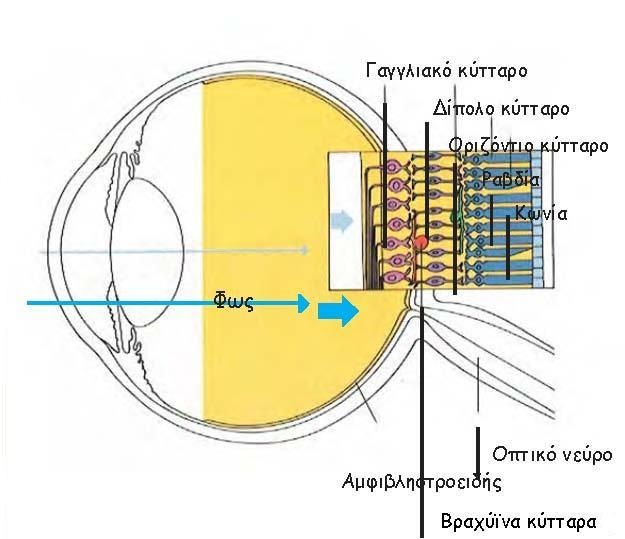 Γαγγλιακό κύτταρο
Δίπολο κύτταρο
Οριζόντιο κύτταρο
Ραβδία
Κωνία
Φως
Οπτικό νεύρο
Αμφιβληστροειδής
Βραχύϊνα κύτταρα